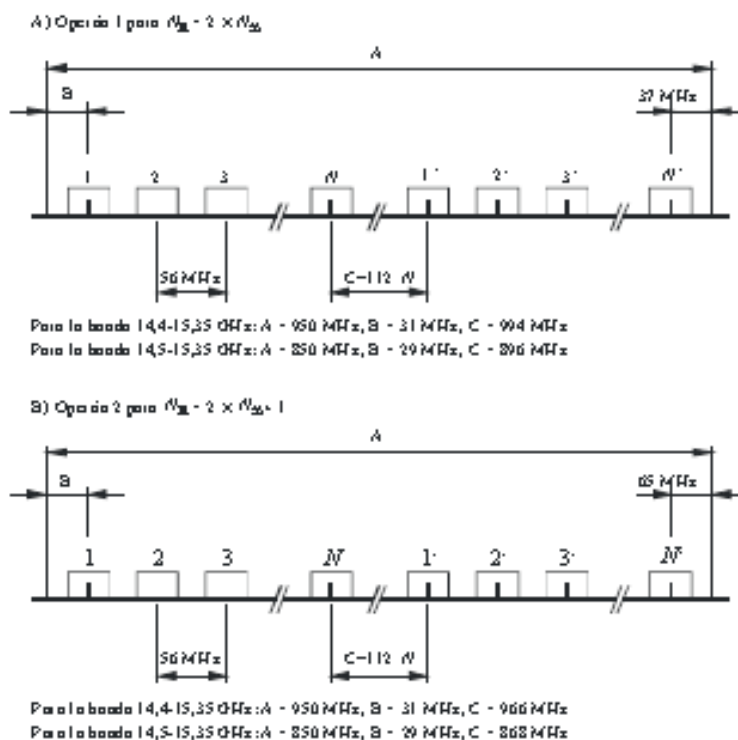 A) Opción 1 para N28 = 2 × N56
A
B
37 MHz
1 2 3 N 1' 2' 3' N'
56 MHz C–112 N
Para la banda 14,4-15,35 GHz: A = 950 MHz, B = 31 MHz, C = 994 MHz
Para la banda 14,5-15,35 GHz: A = 850 MHz, B = 29 MHz, C = 896 MHz
B) Opción 2 para N28 = 2 × N56+1
A
B
65 MHz
1 2 3 N 1' 2' 3' N'
56 MHz C–112 N
Para la banda 14,4-15,35 GHz: A = 950 MHz, B = 31 MHz, C = 966 MHz
Para la banda 14,5-15,35 GHz: A = 850 MHz, B = 29 MHz, C = 868 MHz